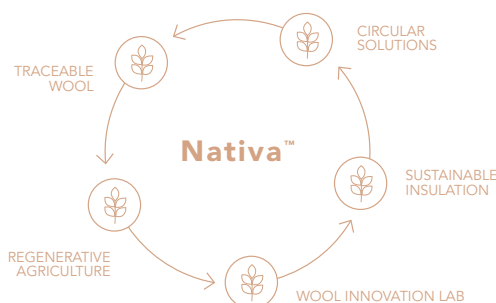 CIRCULAR
SOLUTIONS
TRACEABLE
WOOL
Nativa™
SUSTAINABLE
INSULATION
REGENERATIVE
AGRICULTURE
WOOL INNOVATION LAB